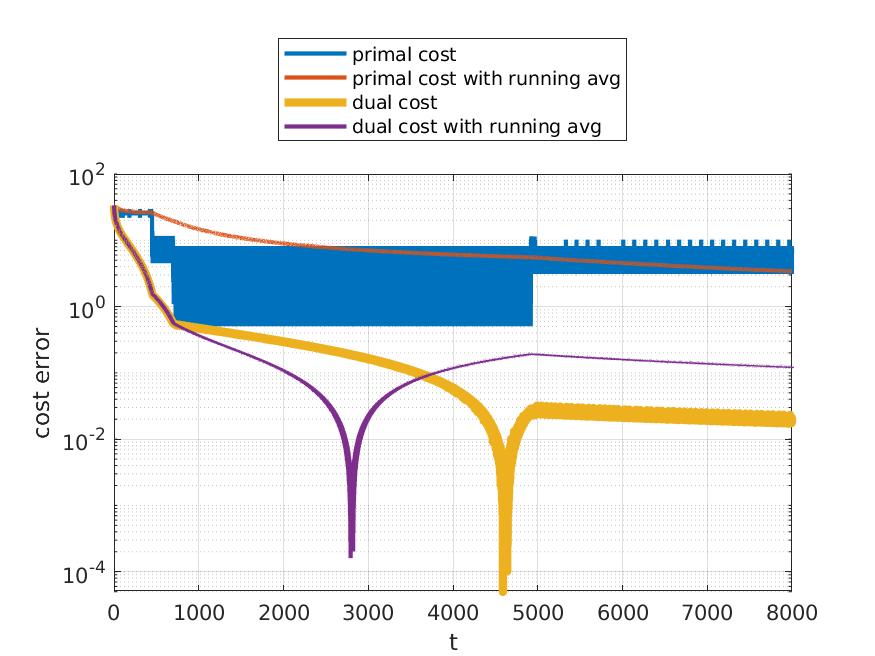 primal cost
primal cost with running avg
dual cost
dual cost with running avg
10^2
10^0
10^-2
10^-4
cost error
0 1000 2000 3000 4000 5000 6000 7000 8000
t